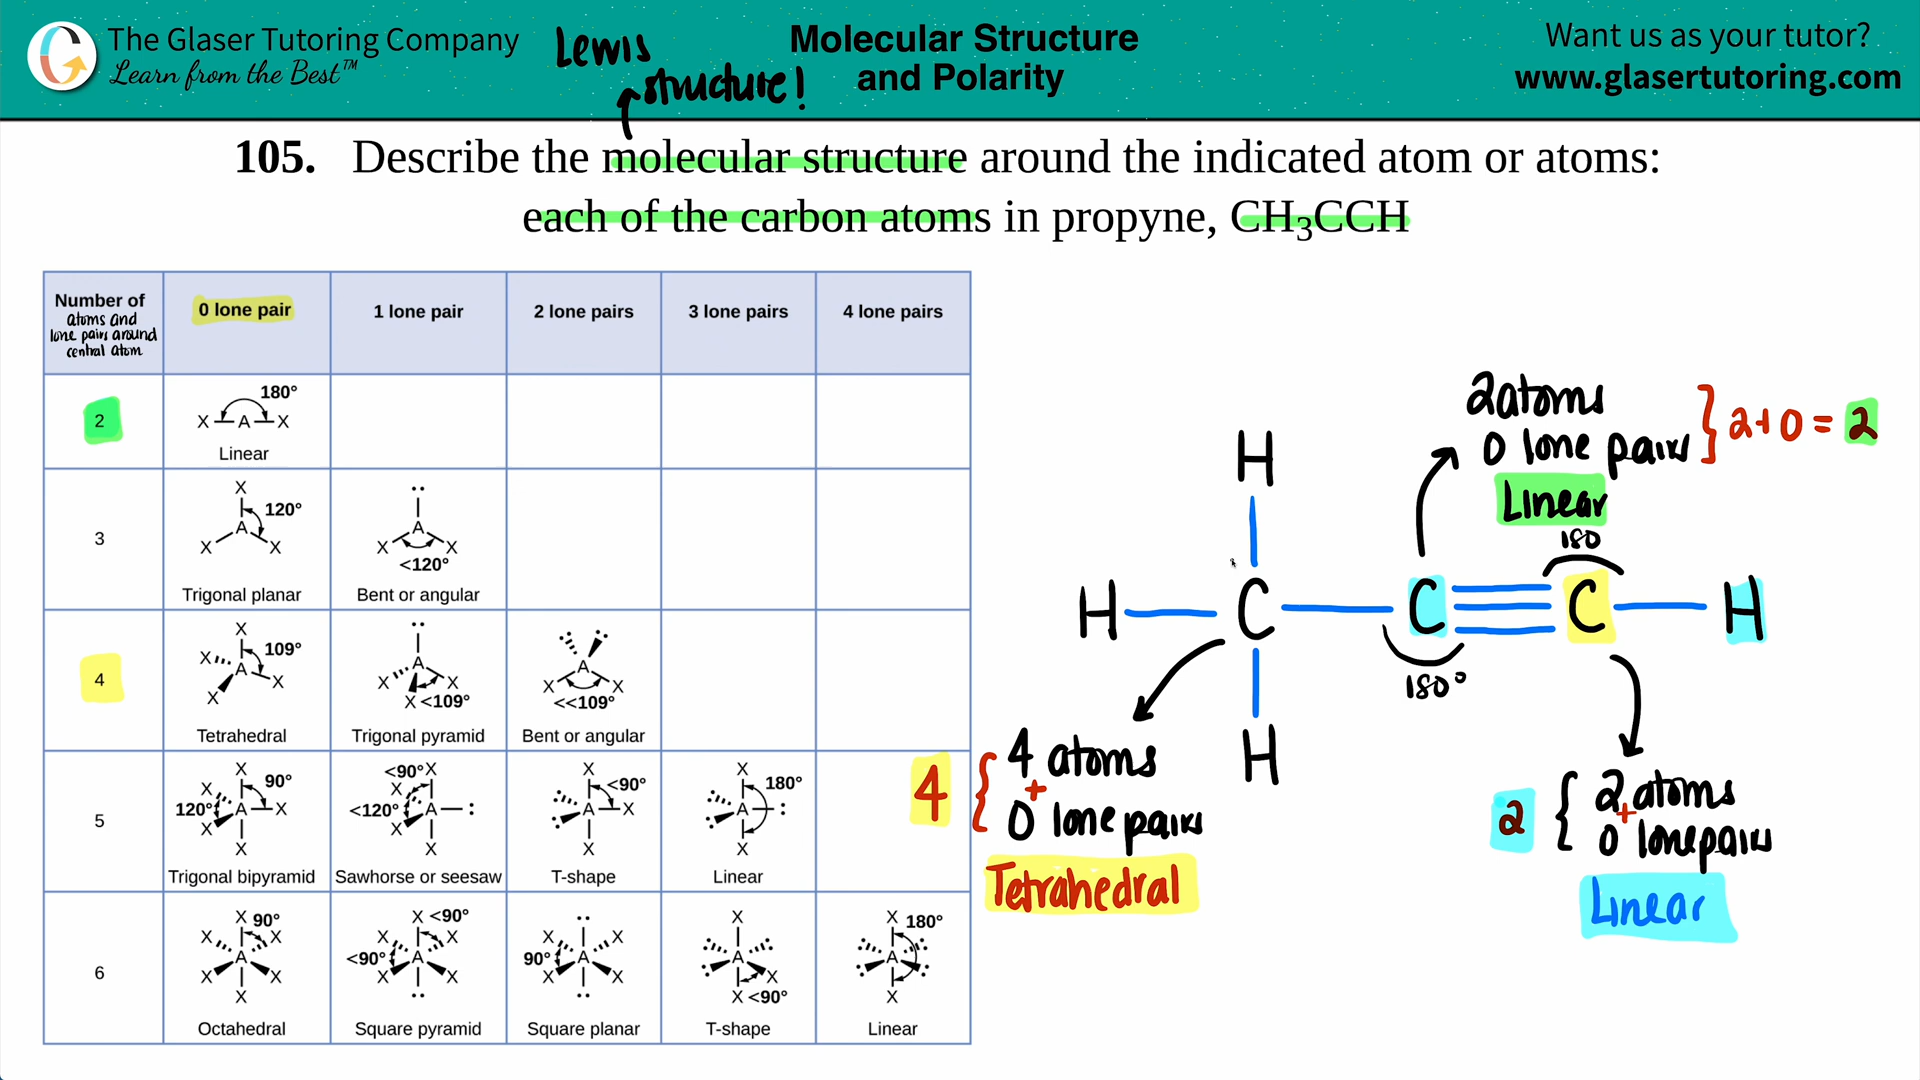 The Glaser Tutoring Company
Learn from the Best™
Lewis
structure!
Molecular Structure
and Polarity
Want us as your tutor?
www.glasertutoring.com
105. Describe the molecular structure around the indicated atom or atoms:
each of the carbon atoms in propyne, CH₃CCH
Number of
atoms and
lone pairs around
central atom
0 lone pair
1 lone pair
2 lone pairs
3 lone pairs
4 lone pairs
2
180°
X A X
Linear
3
X
120°
A
X X
Trigonal planar
A
X X
<120°
Bent or angular
4
X
X 109°
A
X
X
Tetrahedral
A
X X
X <109°
Trigonal pyramid
A
X X
<<109°
Bent or angular
5
X
X 90°
120° A X
X
X
Trigonal bipyramid
<90° X
X
<120° A :
X
X
Sawhorse or seesaw
X
<90°
A X
X
T-shape
X
180°
A :
X
Linear
6
X 90°
X X
A
X X
X
Octahedral
X <90°
X X
<90° A
X X
Square pyramid
X X
90° A
X X
Square planar
X
A
X
X <90°
T-shape
X 180°
A
X
Linear
2 atoms
0 lone pairs
} 2+0 = 2
Linear
180
H
H C C C H
180°
H
4 { 4 atoms
+
0 lone pairs
Tetrahedral
2 { 2 atoms
+
0 lone pairs
Linear